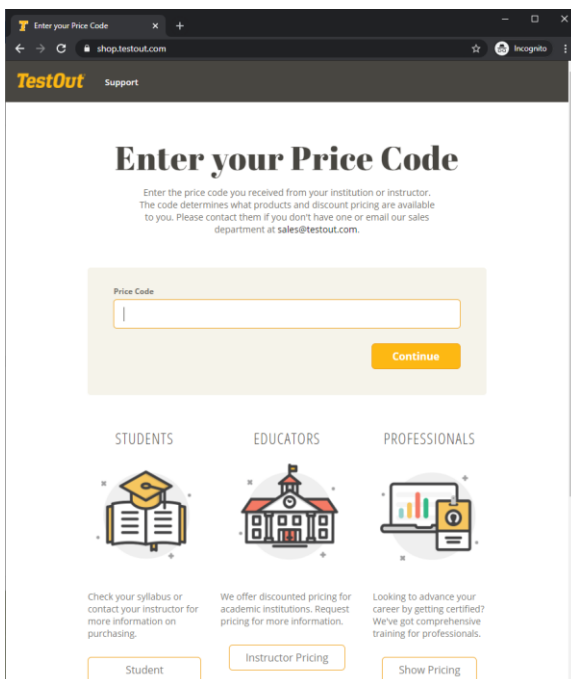 Enter your Price Code
shop.testout.com
Incognito
TestOut
Support
Enter your Price Code
Enter the price code you received from your institution or instructor.
The code determines what products and discount pricing are available
to you. Please contact them if you don't have one or email our sales
department at sales@testout.com.
Price Code
Continue
STUDENTS
EDUCATORS
PROFESSIONALS
Check your syllabus or
contact your instructor for
more information on
purchasing.
We offer discounted pricing for
academic institutions. Request
pricing for more information.
Looking to advance your
career by getting certified?
We've got comprehensive
training for professionals.
Student
Instructor Pricing
Show Pricing